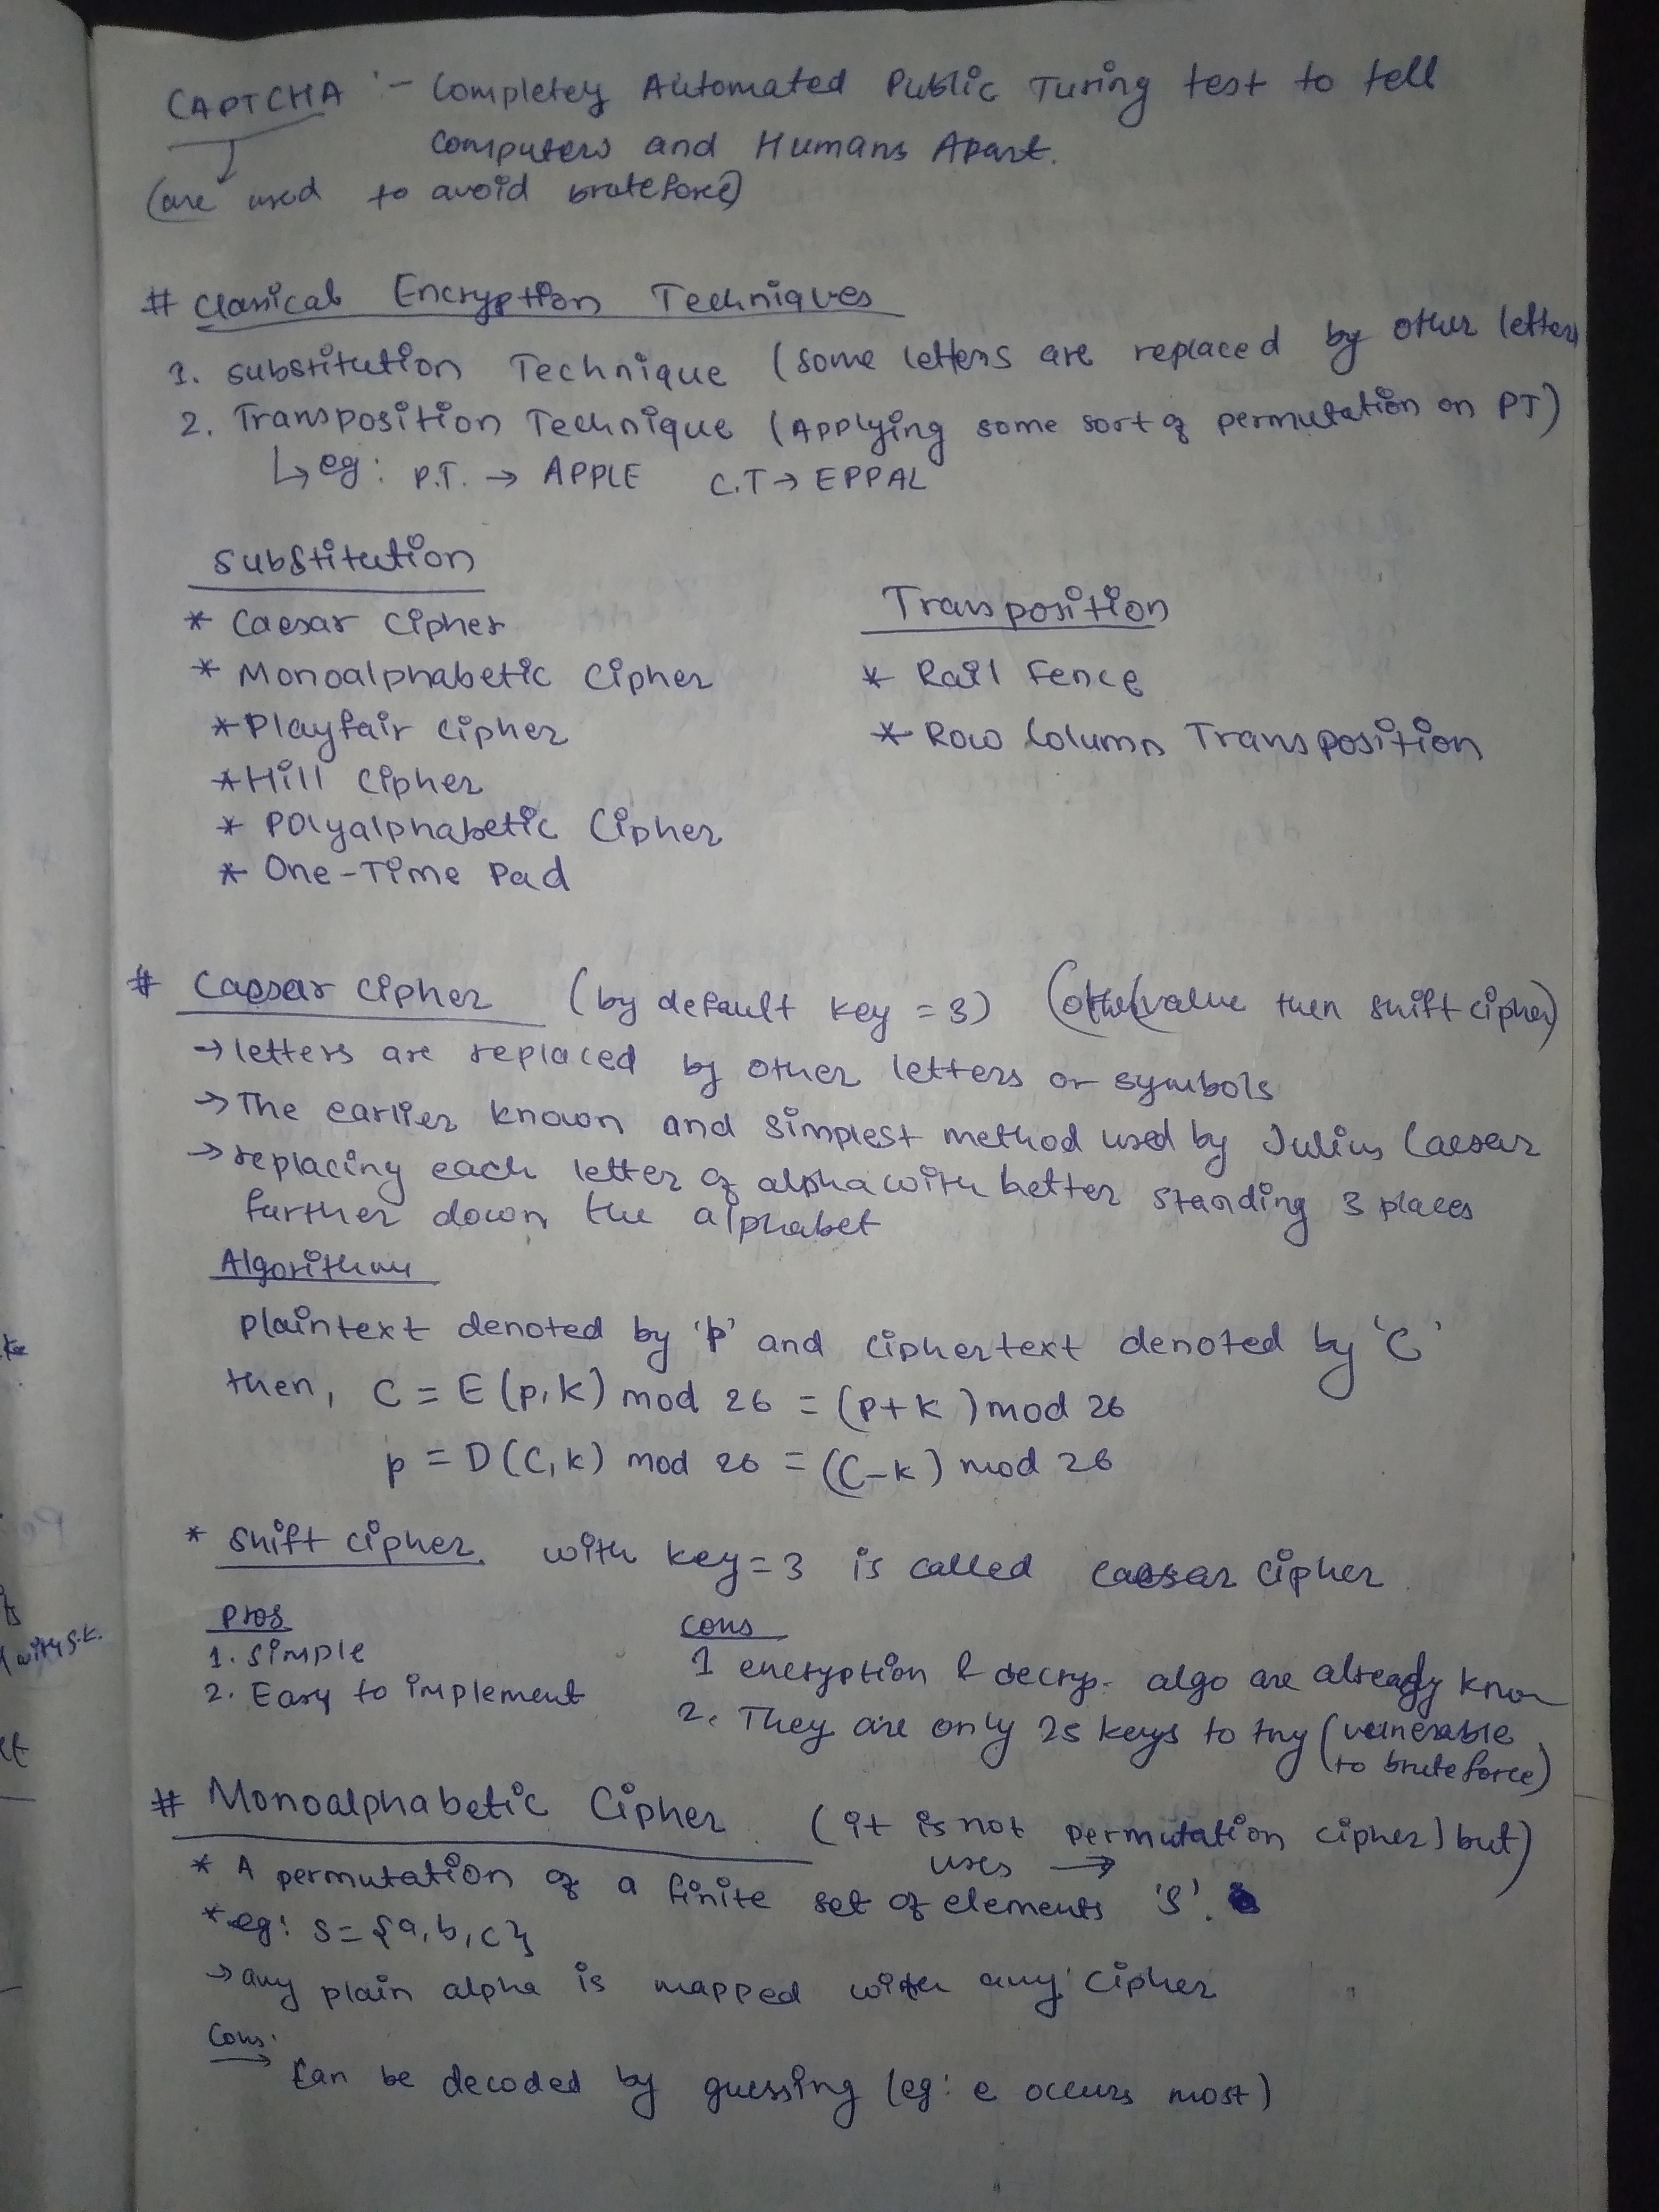 CAPTCHA :- Completey Automated Public Turing test to tell
Computers and Humans Apart.
(are used to avoid bruteforce)
# Classical Encryption Techniques
1. Substitution Technique (some letters are replaced by other letters
2. Transposition Technique (Applying some sort of permutation on PT)
↳ eg: P.T. → APPLE C.T → EPPAL
Substitution
* Caesar Cipher
* Monoalphabetic Cipher
* Playfair Cipher
* Hill Cipher
* Polyalphabetic Cipher
* One-Time Pad
Transposition
* Rail Fence
* Row Column Transposition
# Caesar Cipher (by default key = 3) (other value then shift cipher)
→ letters are replaced by other letters or symbols
→ The earlier known and simplest method used by Julius Caesar
→ replacing each letter of alpha with better standing 3 places
further down the alphabet
Algorithm
plaintext denoted by 'p' and ciphertext denoted by 'C'
then, C = E(p,k) mod 26 = (p+k) mod 26
p = D(C,k) mod 26 = (C-k) mod 26
* Shift cipher with key=3 is called caesar cipher
Pros
1. Simple
2. Easy to implement
Cons
1 encryption & decryp. algo are already know
2. They are only 25 keys to try (vulnerable
to brute force)
# Monoalphabetic Cipher (it is not permutation cipher) but)
uses →
* A permutation of a finite set of elements 'S'.
* eg: S = {a,b,c}
→ any plain alpha is mapped with any cipher
Cons.
→ Can be decoded by guessing (eg: e occurs most)